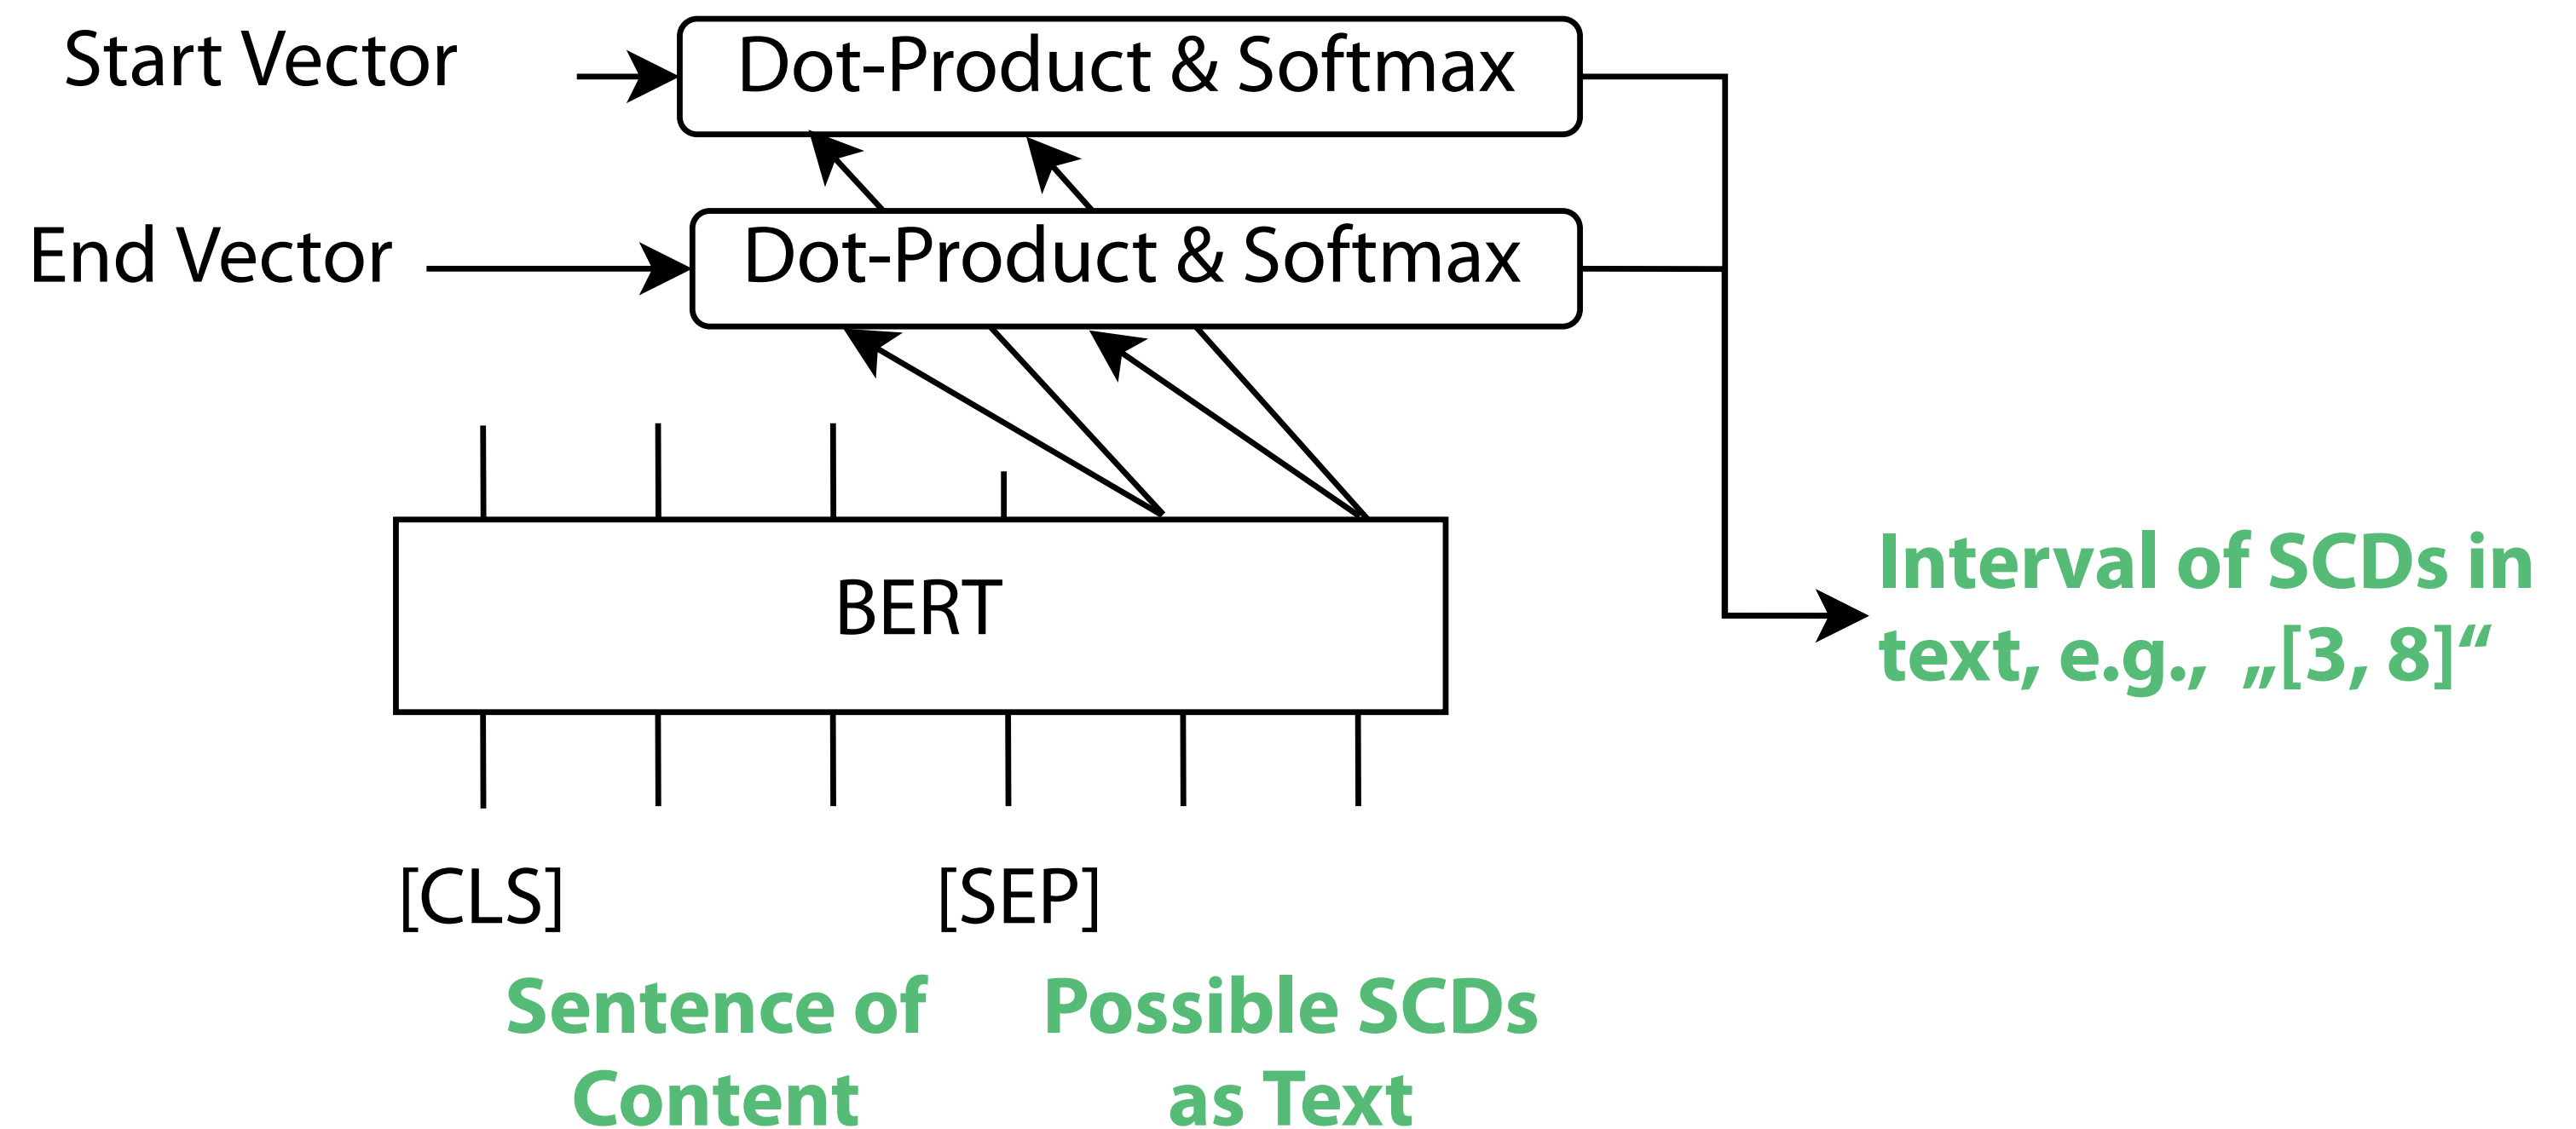 Start Vector
Dot-Product & Softmax
End Vector
Dot-Product & Softmax
BERT
Interval of SCDs in
text, e.g., „[3, 8]“
[CLS]
[SEP]
Sentence of
Content
Possible SCDs
as Text